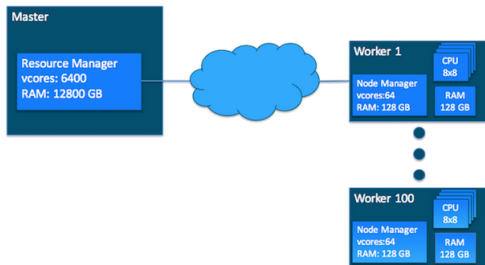 Master
Resource Manager
vcores: 6400
RAM: 12800 GB
Worker 1
Node Manager
vcores:64
RAM: 128 GB
CPU
8x8
RAM
128 GB
Worker 100
Node Manager
vcores:64
RAM: 128 GB
CPU
8x8
RAM
128 GB